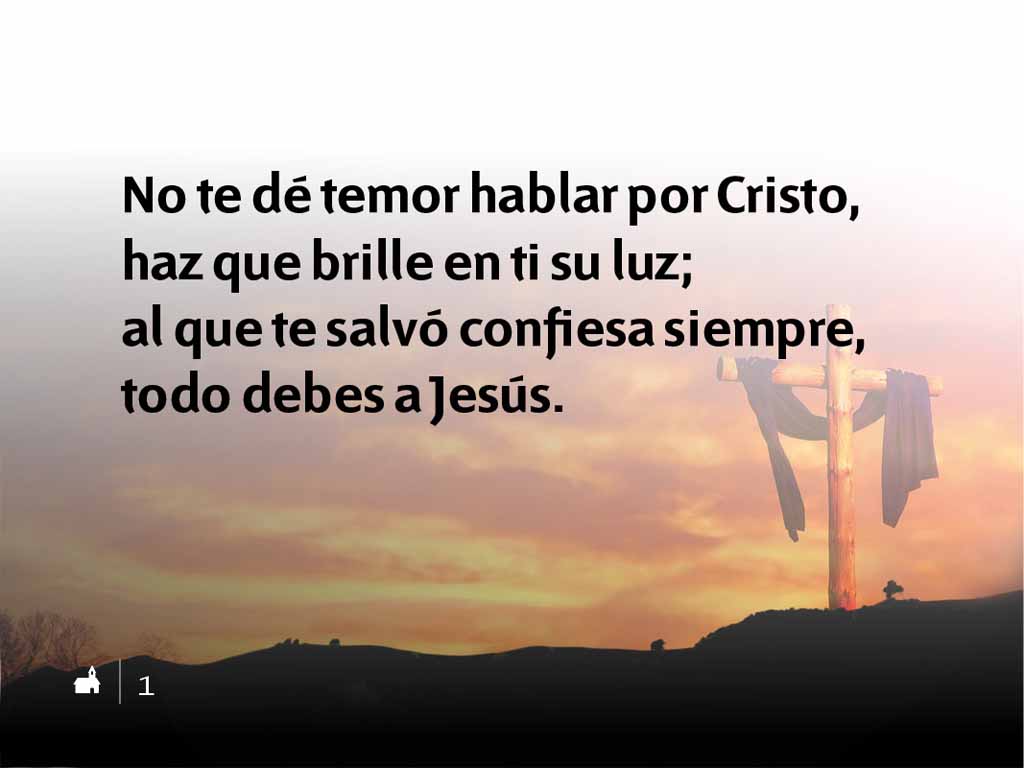 No te dé temor hablar por Cristo,
haz que brille en ti su luz;
al que te salvó confiesa siempre,
todo debes a Jesús.
1